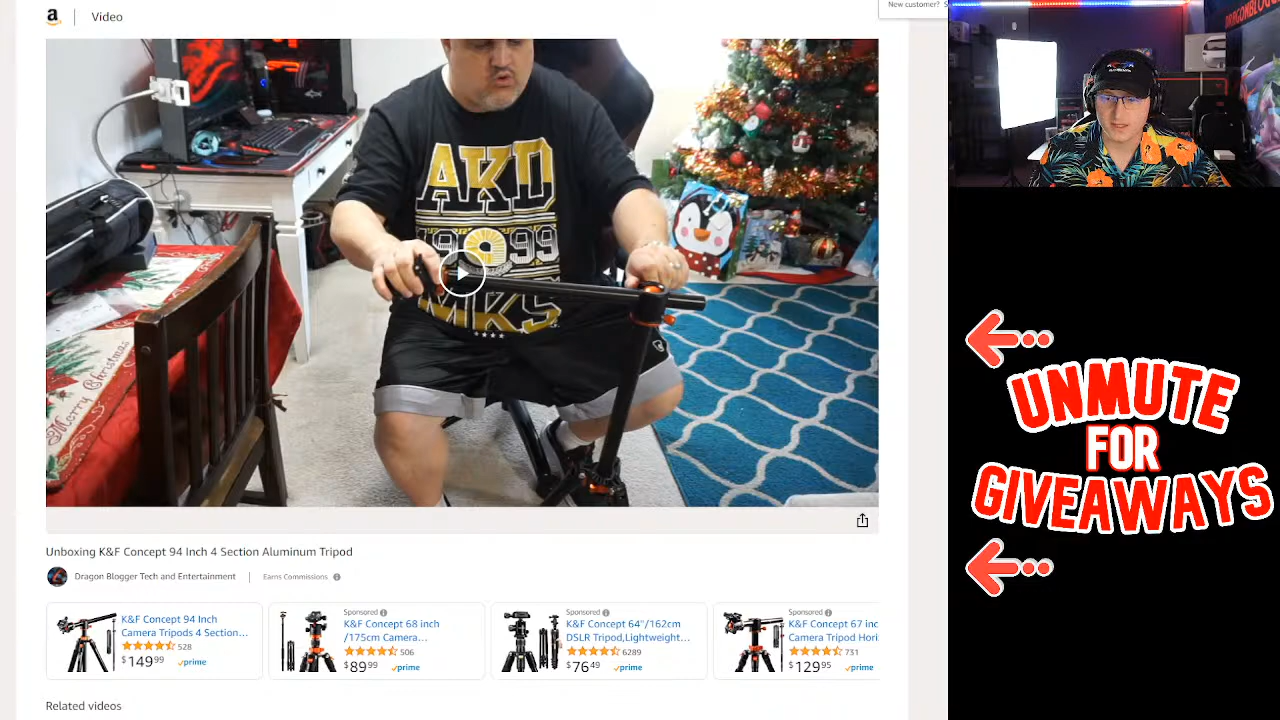 a
Video
New customer? S
AKD
1999
MKS
Merry Christmas
DRAGONBLOGG
UNMUTE
FOR
GIVEAWAYS
Unboxing K&F Concept 94 Inch 4 Section Aluminum Tripod
Dragon Blogger Tech and Entertainment
Earns Commissions
K&F Concept 94 Inch
Camera Tripods 4 Section...
528
$149 99
prime
Sponsored
K&F Concept 68 inch
/175cm Camera...
506
$89 99
prime
Sponsored
K&F Concept 64"/162cm
DSLR Tripod,Lightweight...
6289
$76 49
prime
Sponsored
K&F Concept 67 inc
Camera Tripod Hori
731
$129 95
prime
Related videos